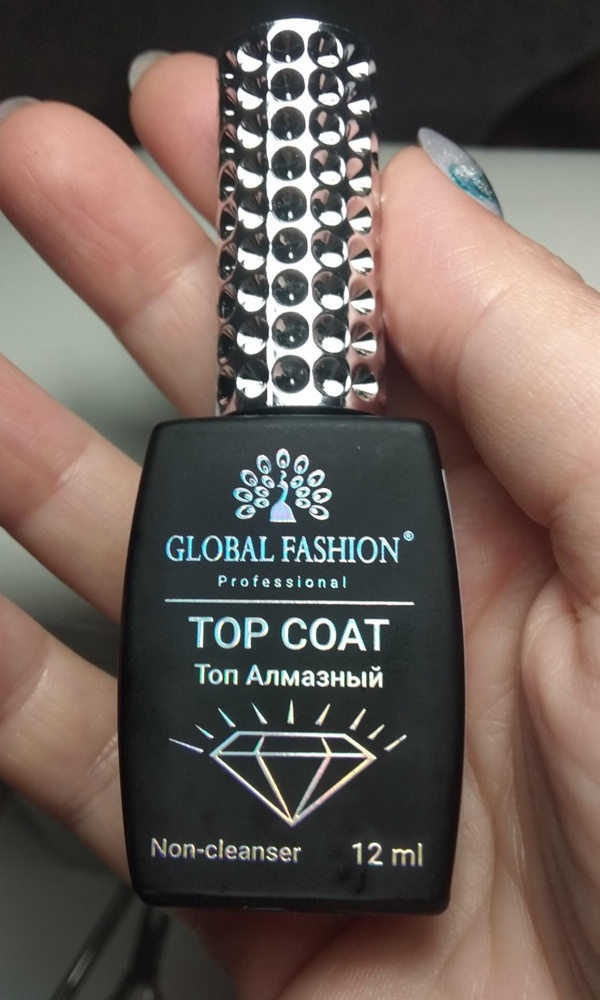 GLOBAL FASHION®
Professional
TOP COAT
Топ Алмазный
Non-cleanser 12 ml